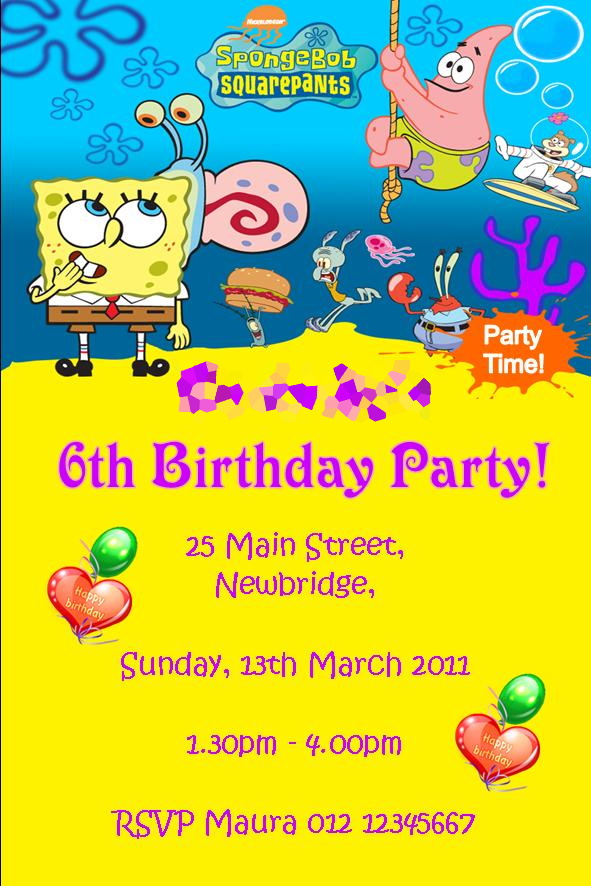 NICKELODEON
SpongeBob
SQUAREPANTS
Party
Time!
6th Birthday Party!
25 Main Street,
Newbridge,
Happy
birthday
Sunday, 13th March 2011
1.30pm - 4.00pm
Happy
birthday
RSVP Maura 012 12345667